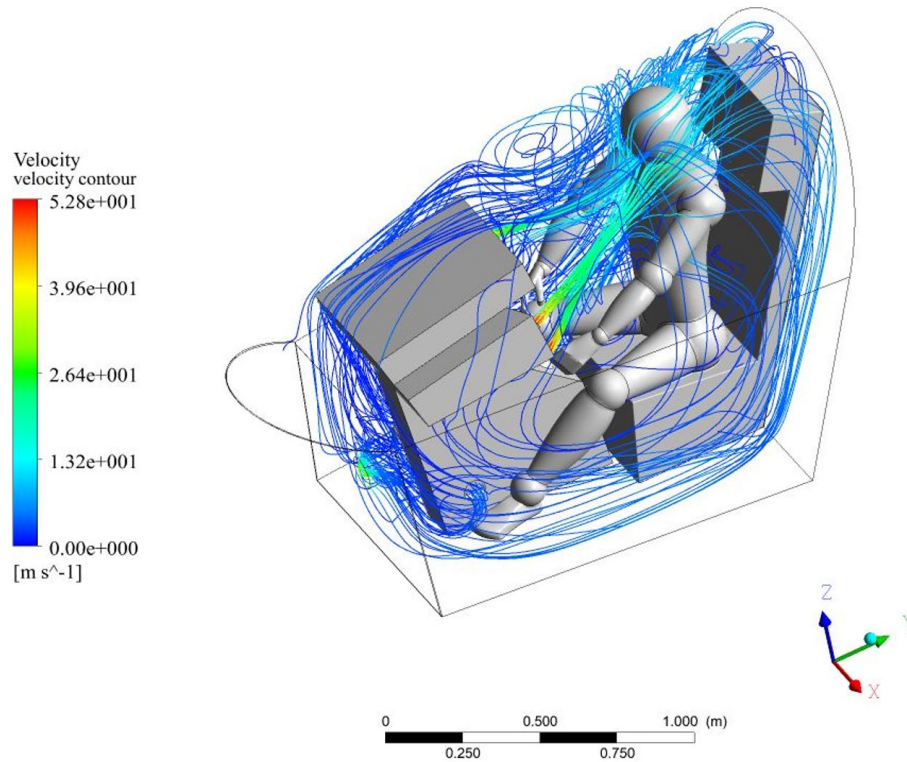 Velocity
velocity contour
5.28e+001
3.96e+001
2.64e+001
1.32e+001
0.00e+000
[m s^-1]
Z
Y
X
0 0.500 1.000 (m)
0.250 0.750